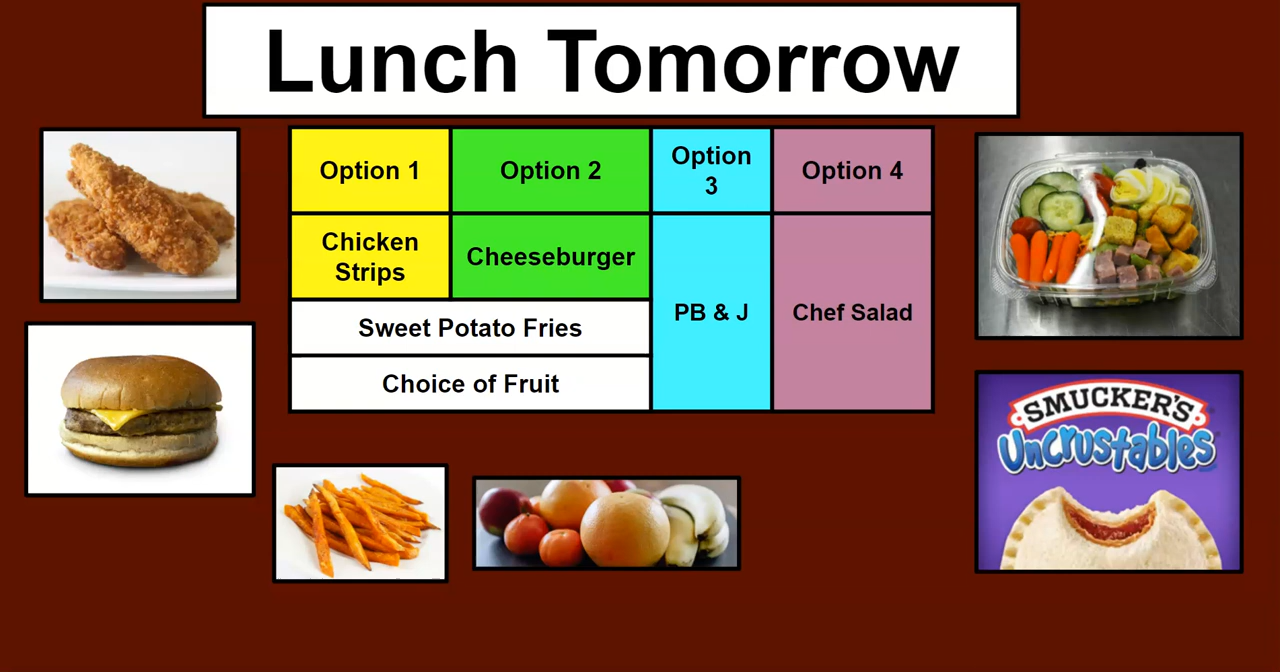 Lunch Tomorrow
Option 1
Option 2
Option
3
Option 4
Chicken
Strips
Cheeseburger
PB & J
Chef Salad
Sweet Potato Fries
Choice of Fruit
SMUCKER'S
UNCRUSTABLES